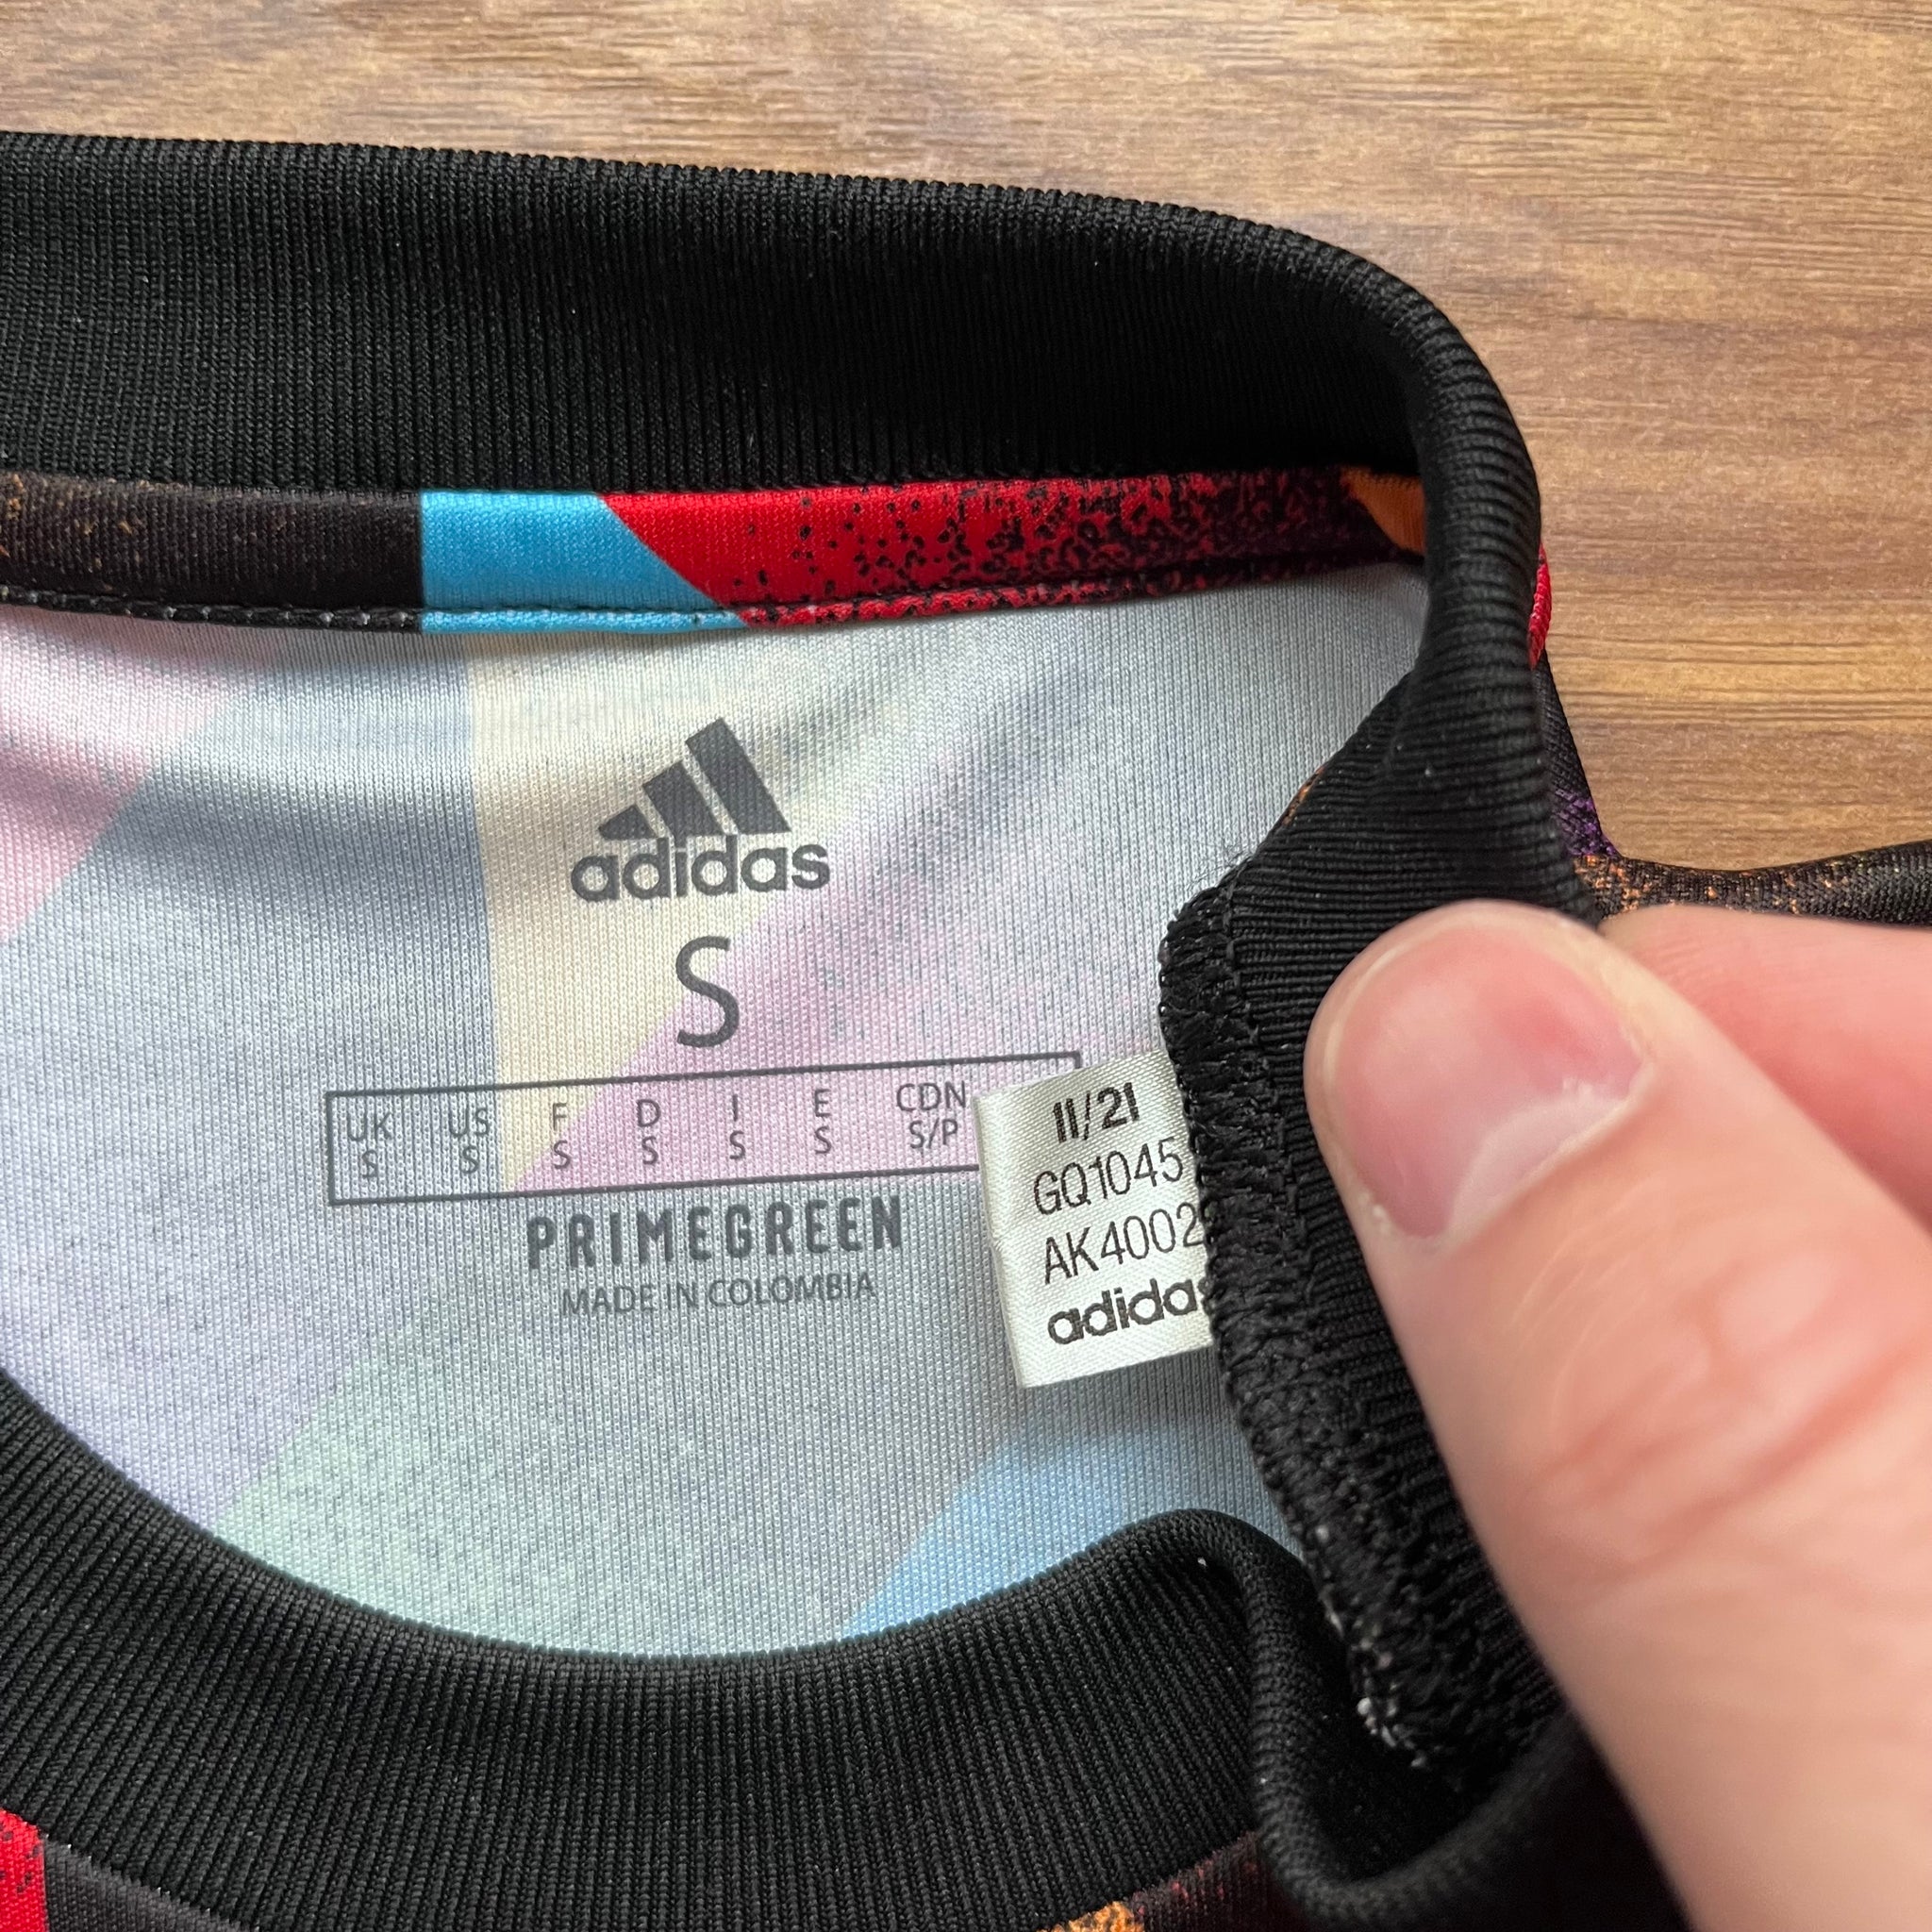 adidas
S
UK US F D I E CDN
S S S S S S S/P
PRIMEGREEN
MADE IN COLOMBIA
11/21
GQ1045
AK4002
adidas